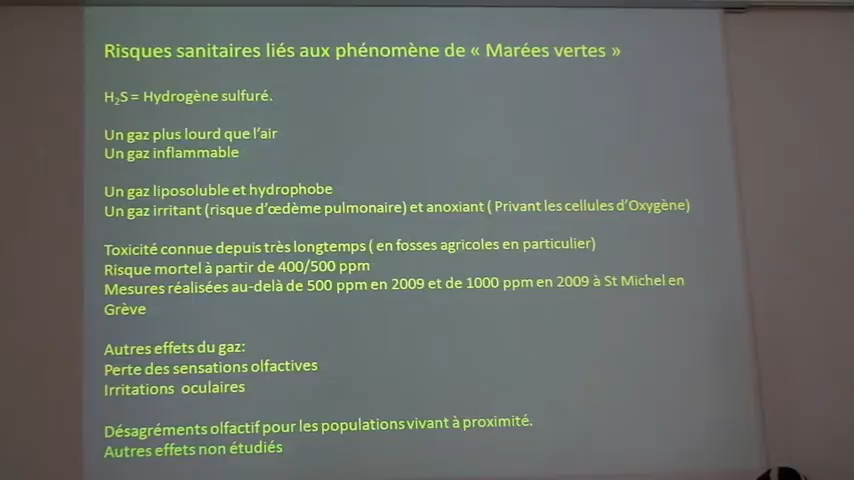 Risques sanitaires liés aux phénomène de « Marées vertes »
H₂S = Hydrogène sulfuré.
Un gaz plus lourd que l'air
Un gaz inflammable
Un gaz liposoluble et hydrophobe
Un gaz irritant (risque d'œdème pulmonaire) et anoxiant ( Privant les cellules d'Oxygène)
Toxicité connue depuis très longtemps ( en fosses agricoles en particulier)
Risque mortel à partir de 400/500 ppm
Mesures réalisées au-delà de 500 ppm en 2009 et de 1000 ppm en 2009 à St Michel en
Grève
Autres effets du gaz:
Perte des sensations olfactives
Irritations oculaires
Désagréments olfactif pour les populations vivant à proximité.
Autres effets non étudiés